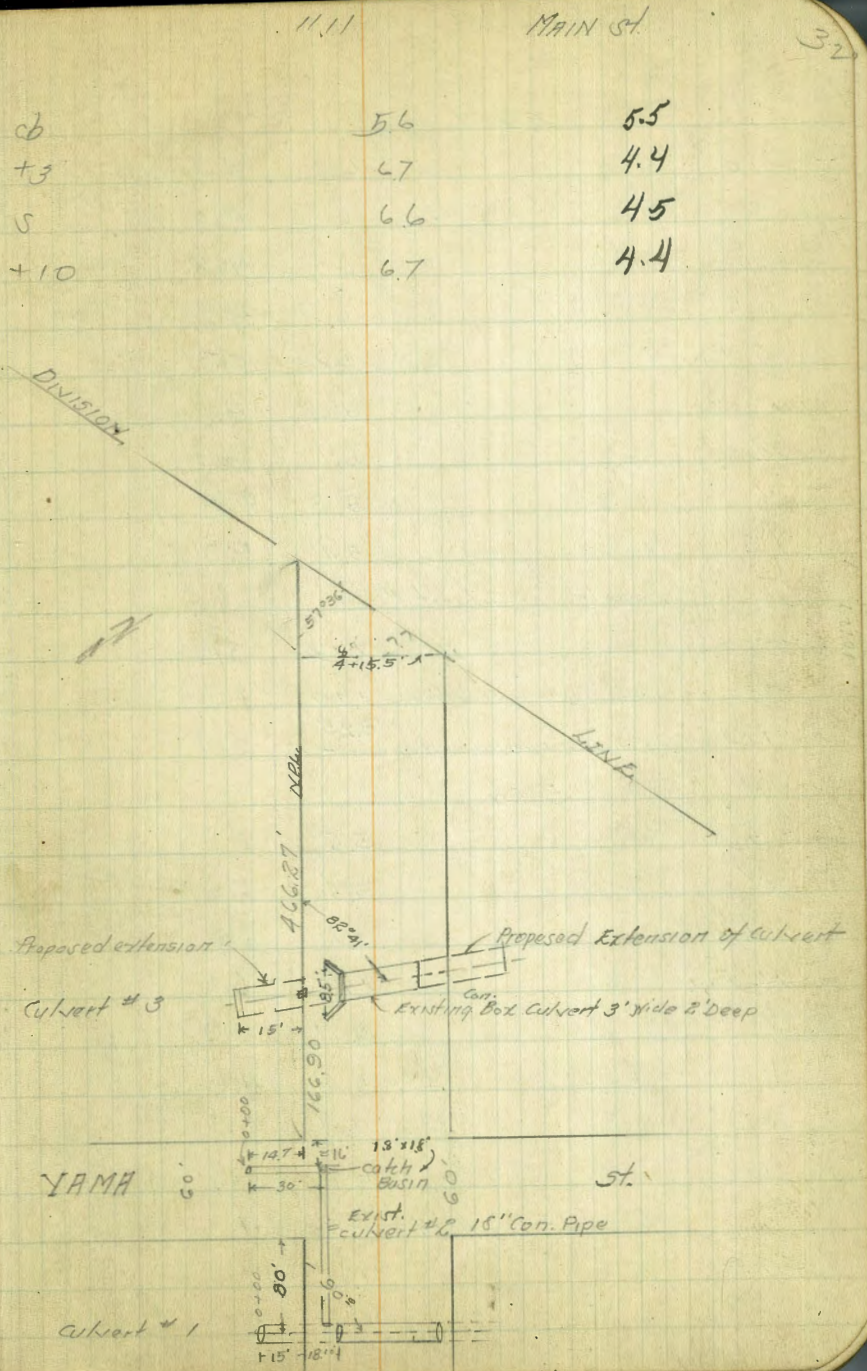 11.11 MAIN St. 32
cb 5.6 5.5
+3 6.7 4.4
S 6.6 4.5
+10 6.7 4.4
DIVISION
57°36'
N
4+15.5'
LINE
466.27'
82°41'
Proposed extension
Proposed Extension of culvert
Culvert # 3
8.5'
Con.
Existing Box Culvert 3' Wide 2' Deep
15'
166.90
0+00
14.7 16' 18"x18"
YAMA 60' 30' catch Basin 60' St.
Exist.
culvert #2 18" Con. Pipe
80'
0+00
90'
Culvert # 1
15' 18"